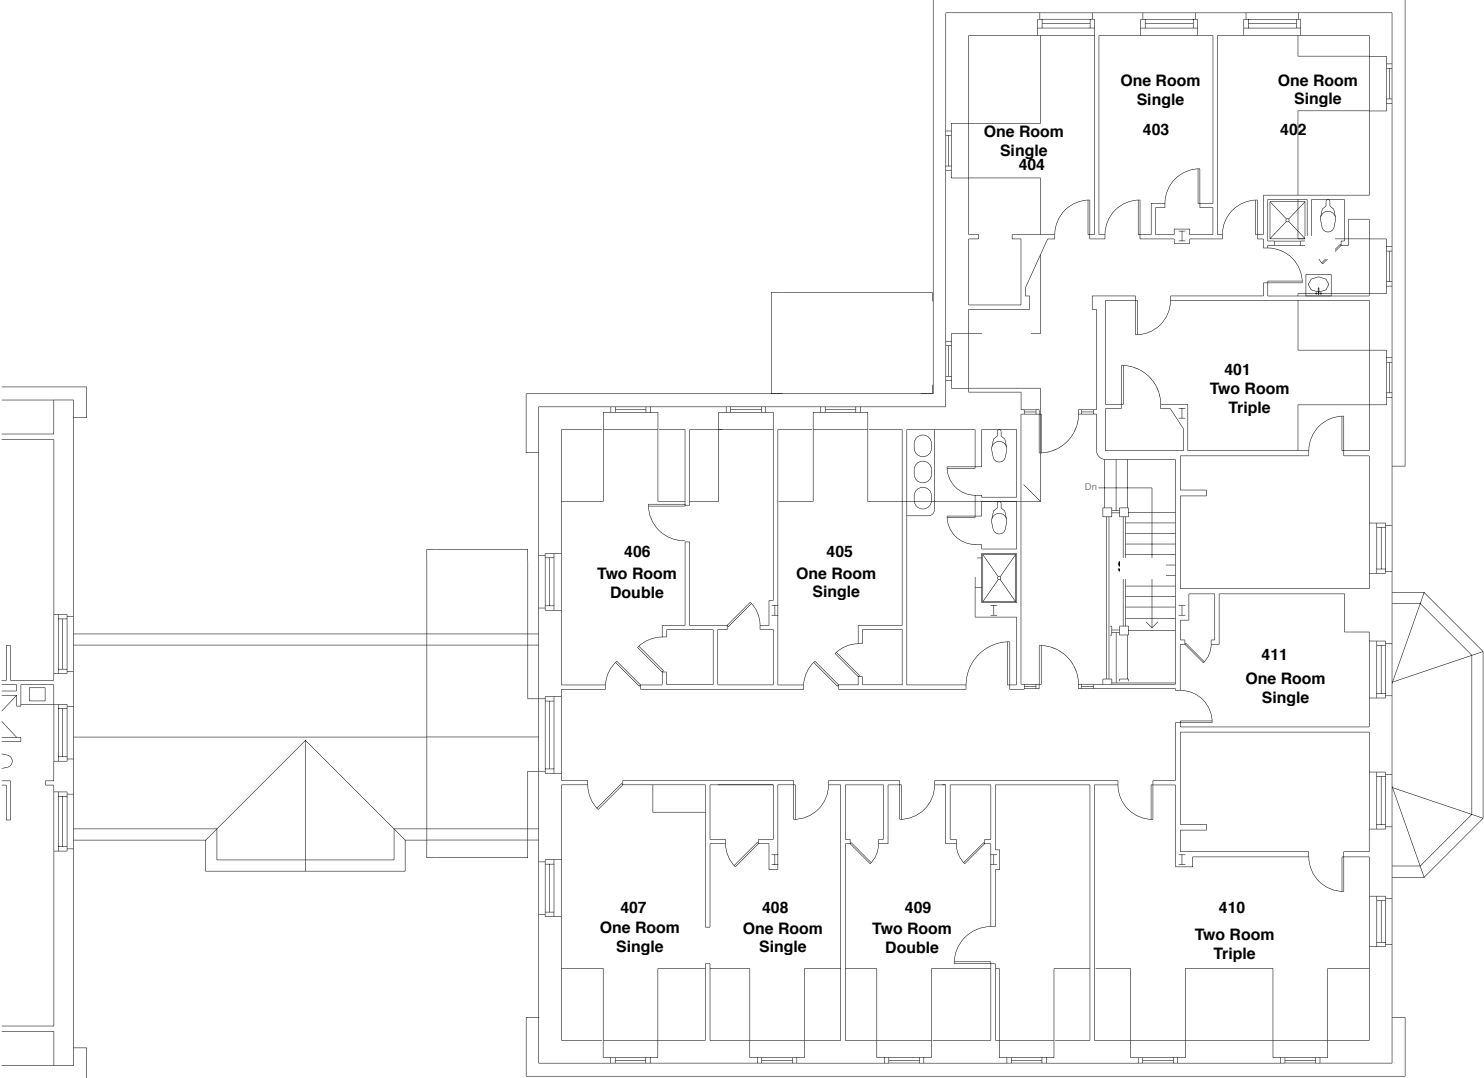 One Room
Single
403
One Room
Single
402
One Room
Single
404
401
Two Room
Triple
Dn
406
Two Room
Double
405
One Room
Single
411
One Room
Single
407
One Room
Single
408
One Room
Single
409
Two Room
Double
410
Two Room
Triple